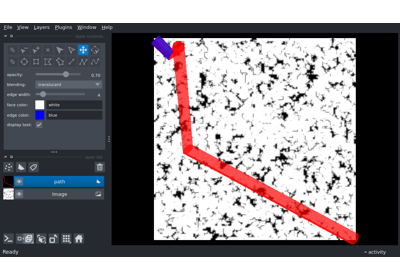 File View Layers Plugins Window Help
opacity: 0.70
blending: translucent
edge width:
face color: white
edge color: blue
display text:
path
Image
Ready
activity